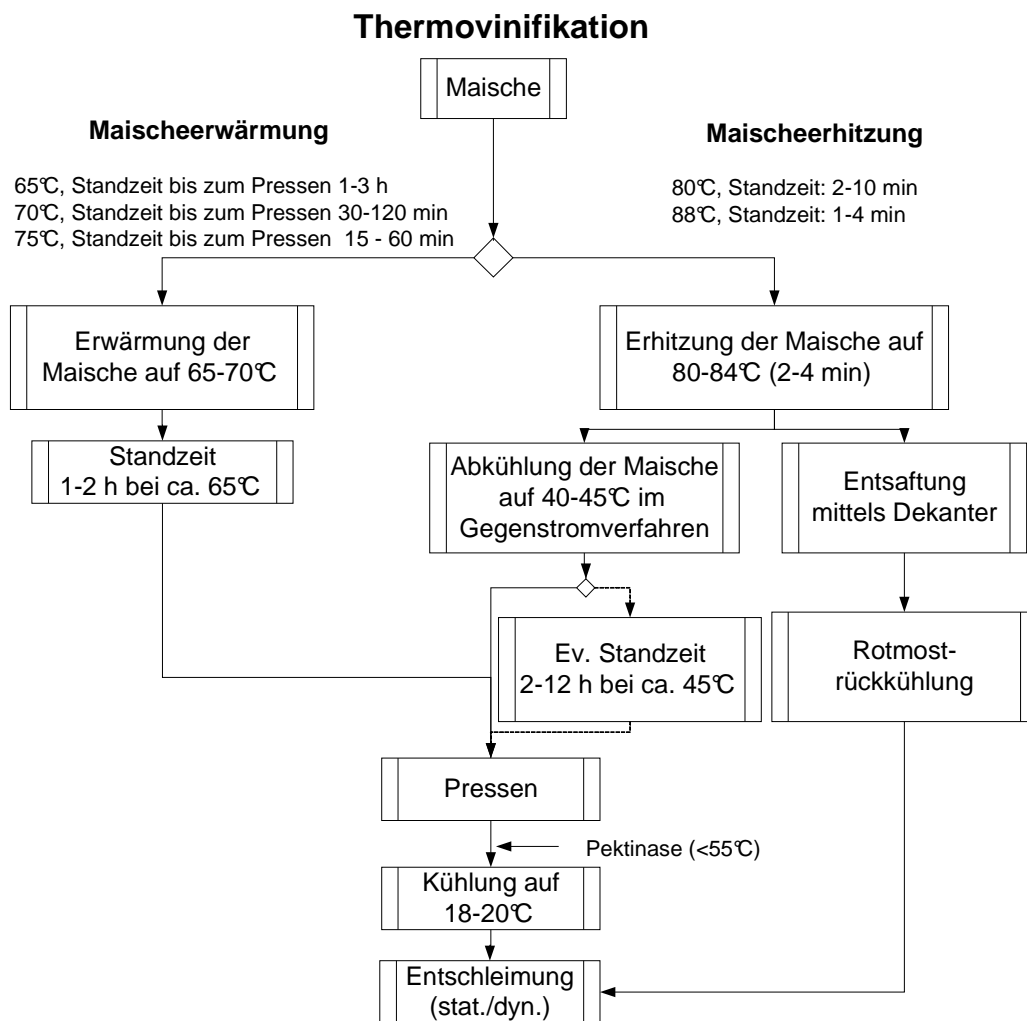 Thermovinifikation
Maische
Maischeerwärmung
65°C, Standzeit bis zum Pressen 1-3 h
70°C, Standzeit bis zum Pressen 30-120 min
75°C, Standzeit bis zum Pressen 15 - 60 min
Maischeerhitzung
80°C, Standzeit: 2-10 min
88°C, Standzeit: 1-4 min
Erwärmung der
Maische auf 65-70°C
Erhitzung der Maische auf
80-84°C (2-4 min)
Standzeit
1-2 h bei ca. 65°C
Abkühlung der Maische
auf 40-45°C im
Gegenstromverfahren
Entsaftung
mittels Dekanter
Ev. Standzeit
2-12 h bei ca. 45°C
Rotmost-
rückkühlung
Pressen
Pektinase (<55°C)
Kühlung auf
18-20°C
Entschleimung
(stat./dyn.)